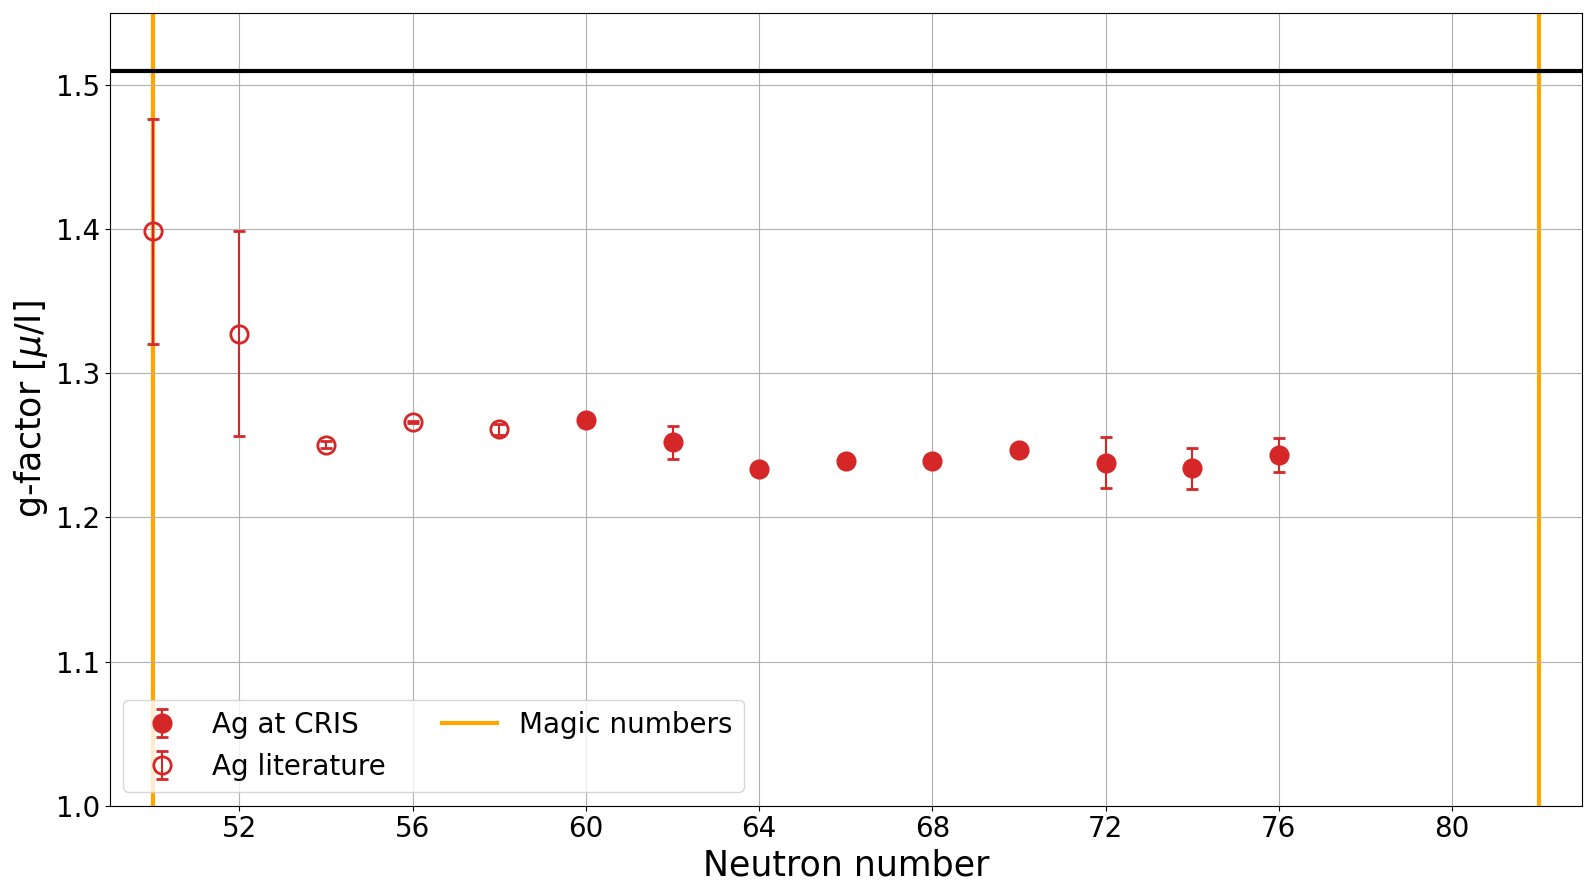 1.5
1.4
1.3
1.2
1.1
1.0
g-factor [μ/I]
52 56 60 64 68 72 76 80
Neutron number
Ag at CRIS
Ag literature
Magic numbers